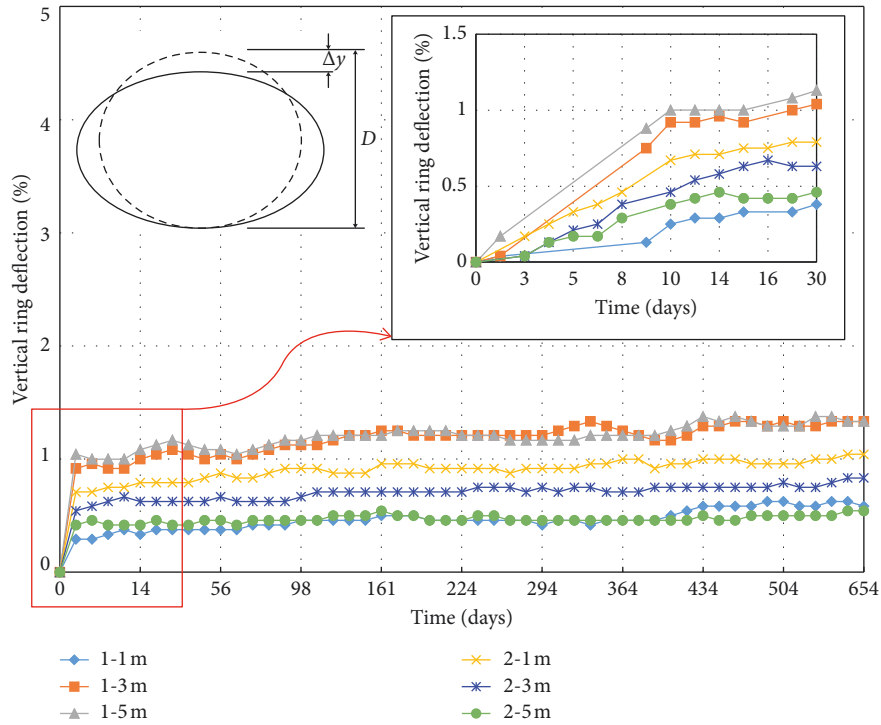 Vertical ring deflection (%)
5
4
3
2
1
0
Δy
D
Vertical ring deflection (%)
1.5
1
0.5
0
0 3 5 8 10 14 16 30
Time (days)
0 14 56 98 161 224 294 364 434 504 654
Time (days)
1-1 m
1-3 m
1-5 m
2-1 m
2-3 m
2-5 m